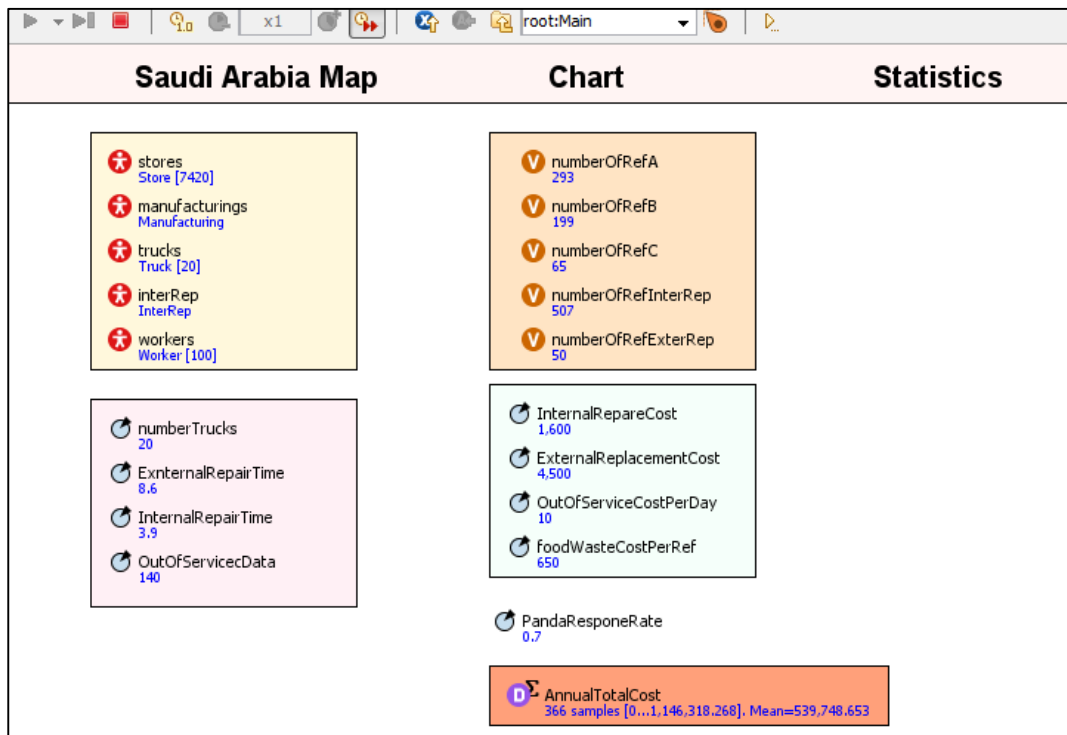 1.0 x1 root:Main
Saudi Arabia Map Chart Statistics
stores
Store [7420]
manufacturings
Manufacturing
trucks
Truck [20]
interRep
InterRep
workers
Worker [100]
numberTrucks
20
ExnternalRepairTime
8.6
InternalRepairTime
3.9
OutOfServicecData
140
V numberOfRefA
293
V numberOfRefB
199
V numberOfRefC
65
V numberOfRefInterRep
507
V numberOfRefExterRep
50
InternalRepareCost
1,600
ExternalReplacementCost
4,500
OutOfServiceCostPerDay
10
foodWasteCostPerRef
650
PandaResponeRate
0.7
D Σ AnnualTotalCost
366 samples [0...1,146,318.268]. Mean=539,748.653